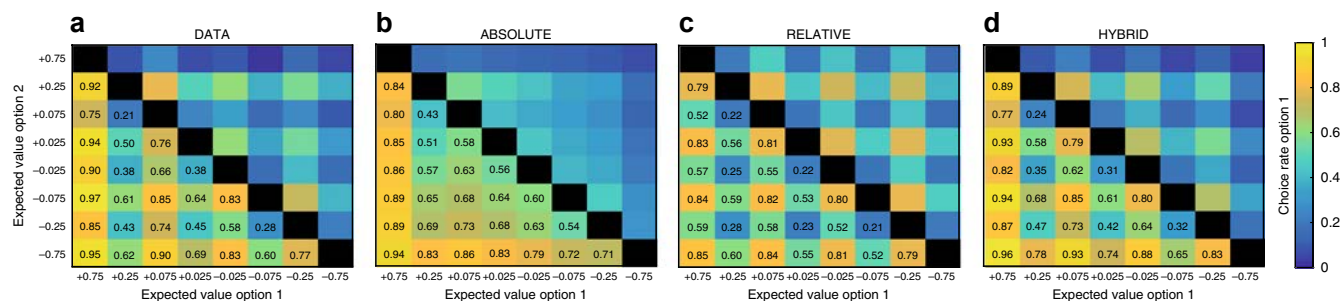 a DATA
b ABSOLUTE
c RELATIVE
d HYBRID
Expected value option 2
+0.75
+0.25
+0.075
+0.025
−0.025
−0.075
−0.25
−0.75
0.92
0.75 0.21
0.94 0.50 0.76
0.90 0.38 0.66 0.38
0.97 0.61 0.85 0.64 0.83
0.85 0.43 0.74 0.45 0.58 0.28
0.95 0.62 0.90 0.69 0.83 0.60 0.77
+0.75 +0.25 +0.075 +0.025 −0.025 −0.075 −0.25 −0.75
Expected value option 1
0.84
0.80 0.43
0.85 0.51 0.58
0.86 0.57 0.63 0.56
0.89 0.65 0.68 0.64 0.60
0.89 0.69 0.73 0.68 0.63 0.54
0.94 0.83 0.86 0.83 0.79 0.72 0.71
+0.75 +0.25 +0.075 +0.025 −0.025 −0.075 −0.25 −0.75
Expected value option 1
0.79
0.52 0.22
0.83 0.56 0.81
0.57 0.25 0.55 0.22
0.84 0.59 0.82 0.53 0.80
0.59 0.28 0.58 0.23 0.52 0.21
0.85 0.60 0.84 0.55 0.81 0.52 0.79
+0.75 +0.25 +0.075 +0.025 −0.025 −0.075 −0.25 −0.75
Expected value option 1
0.89
0.77 0.24
0.93 0.58 0.79
0.82 0.35 0.62 0.31
0.94 0.68 0.85 0.61 0.80
0.87 0.47 0.73 0.42 0.64 0.32
0.96 0.78 0.93 0.74 0.88 0.65 0.83
+0.75 +0.25 +0.075 +0.025 −0.025 −0.075 −0.25 −0.75
Expected value option 1
Choice rate option 1
1
0.8
0.6
0.4
0.2
0